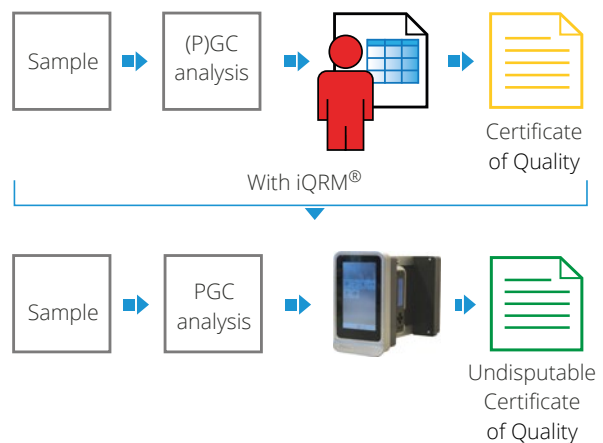 Sample
(P)GC
analysis
Certificate
of Quality
With iQRM®
Sample
PGC
analysis
Undisputable
Certificate
of Quality